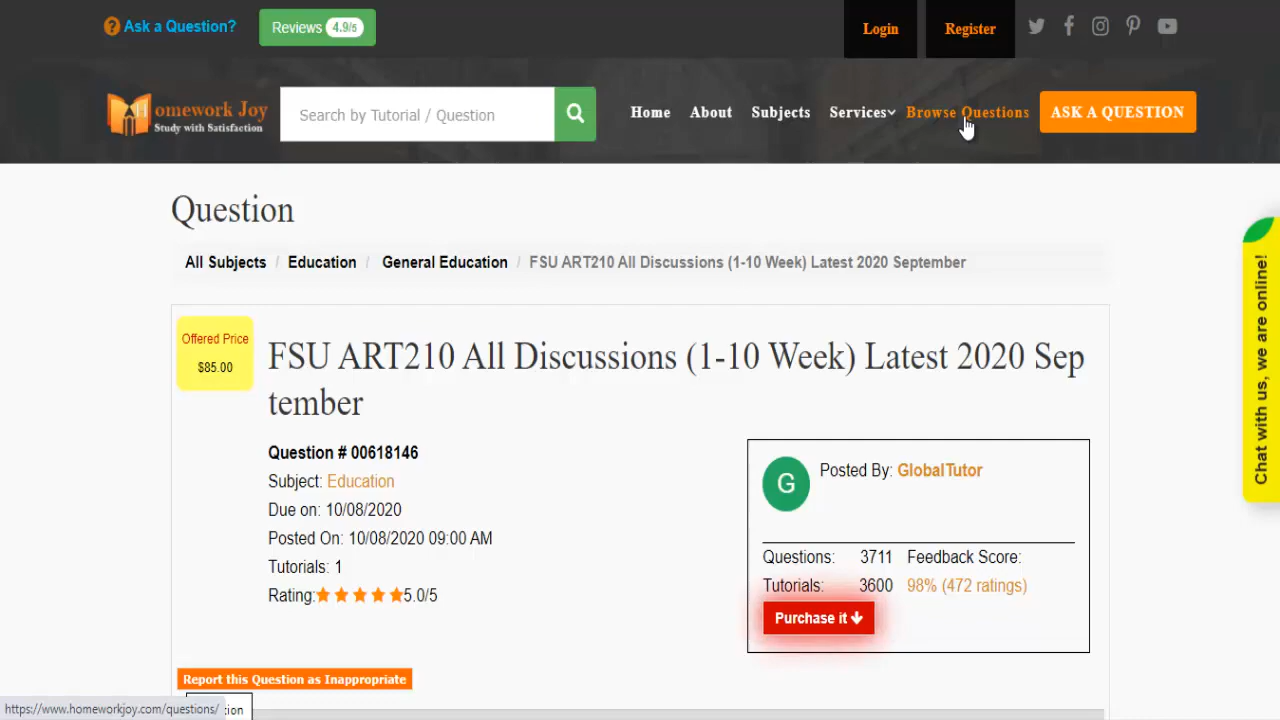 Ask a Question?
Reviews 4.9/5
Login
Register
omework Joy
Study with Satisfaction
Search by Tutorial / Question
Home
About
Subjects
Services
Browse Questions
ASK A QUESTION
Question
All Subjects / Education / General Education / FSU ART210 All Discussions (1-10 Week) Latest 2020 September
Offered Price
$85.00
FSU ART210 All Discussions (1-10 Week) Latest 2020 Sep
tember
Question # 00618146
Subject: Education
Due on: 10/08/2020
Posted On: 10/08/2020 09:00 AM
Tutorials: 1
Rating: 5.0/5
G
Posted By: GlobalTutor
Questions: 3711 Feedback Score:
Tutorials: 3600 98% (472 ratings)
Purchase it
Report this Question as Inappropriate
https://www.homeworkjoy.com/questions/
Chat with us, we are online!